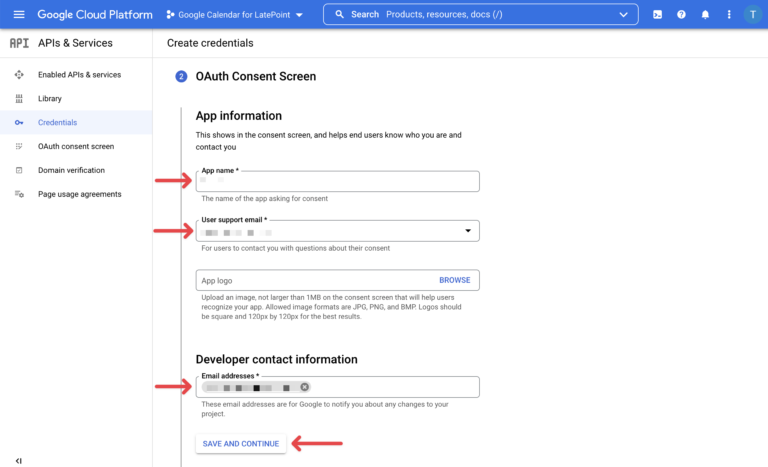 Google Cloud Platform
Google Calendar for LatePoint
Search Products, resources, docs (/)
T
API APIs & Services
Create credentials
Enabled APIs & services
Library
Credentials
OAuth consent screen
Domain verification
Page usage agreements
2 OAuth Consent Screen
App information
This shows in the consent screen, and helps end users know who you are and
contact you
App name *
The name of the app asking for consent
User support email *
For users to contact you with questions about their consent
App logo
BROWSE
Upload an image, not larger than 1MB on the consent screen that will help users
recognize your app. Allowed image formats are JPG, PNG, and BMP. Logos should
be square and 120px by 120px for the best results.
Developer contact information
Email addresses *
These email addresses are for Google to notify you about any changes to your
project.
SAVE AND CONTINUE